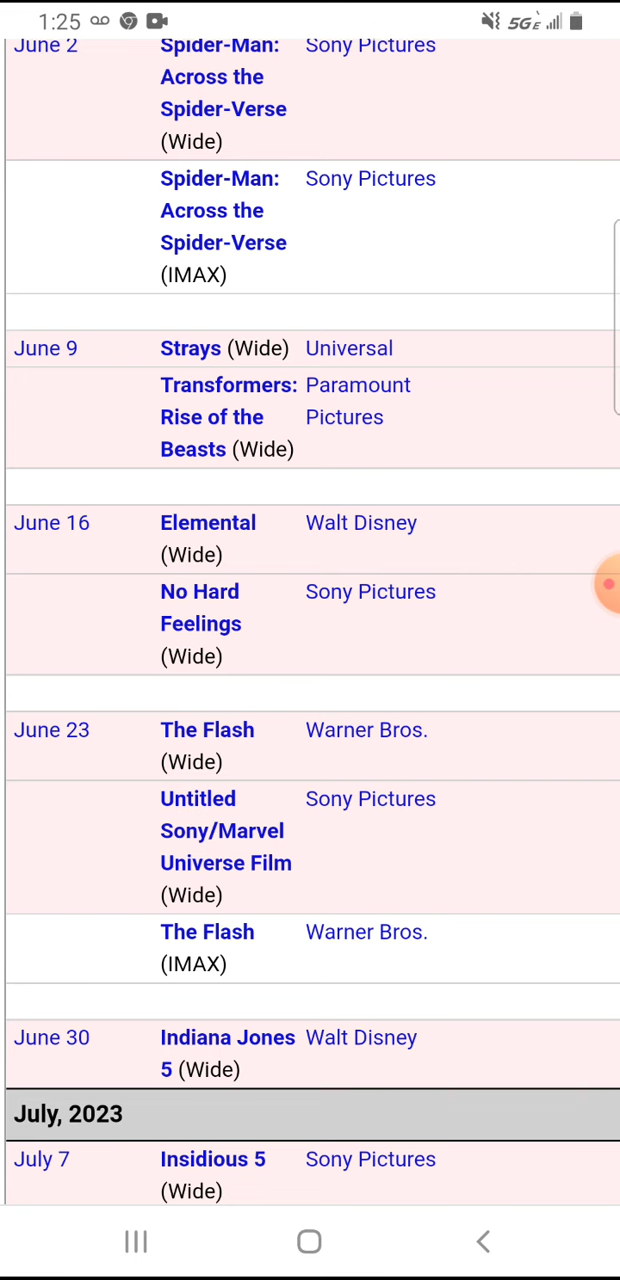 1:25
5GE
June 2 Spider-Man: Sony Pictures
Across the
Spider-Verse
(Wide)
Spider-Man: Sony Pictures
Across the
Spider-Verse
(IMAX)
June 9 Strays (Wide) Universal
Transformers: Paramount
Rise of the Pictures
Beasts (Wide)
June 16 Elemental Walt Disney
(Wide)
No Hard Sony Pictures
Feelings
(Wide)
June 23 The Flash Warner Bros.
(Wide)
Untitled Sony Pictures
Sony/Marvel
Universe Film
(Wide)
The Flash Warner Bros.
(IMAX)
June 30 Indiana Jones Walt Disney
5 (Wide)
July, 2023
July 7 Insidious 5 Sony Pictures
(Wide)